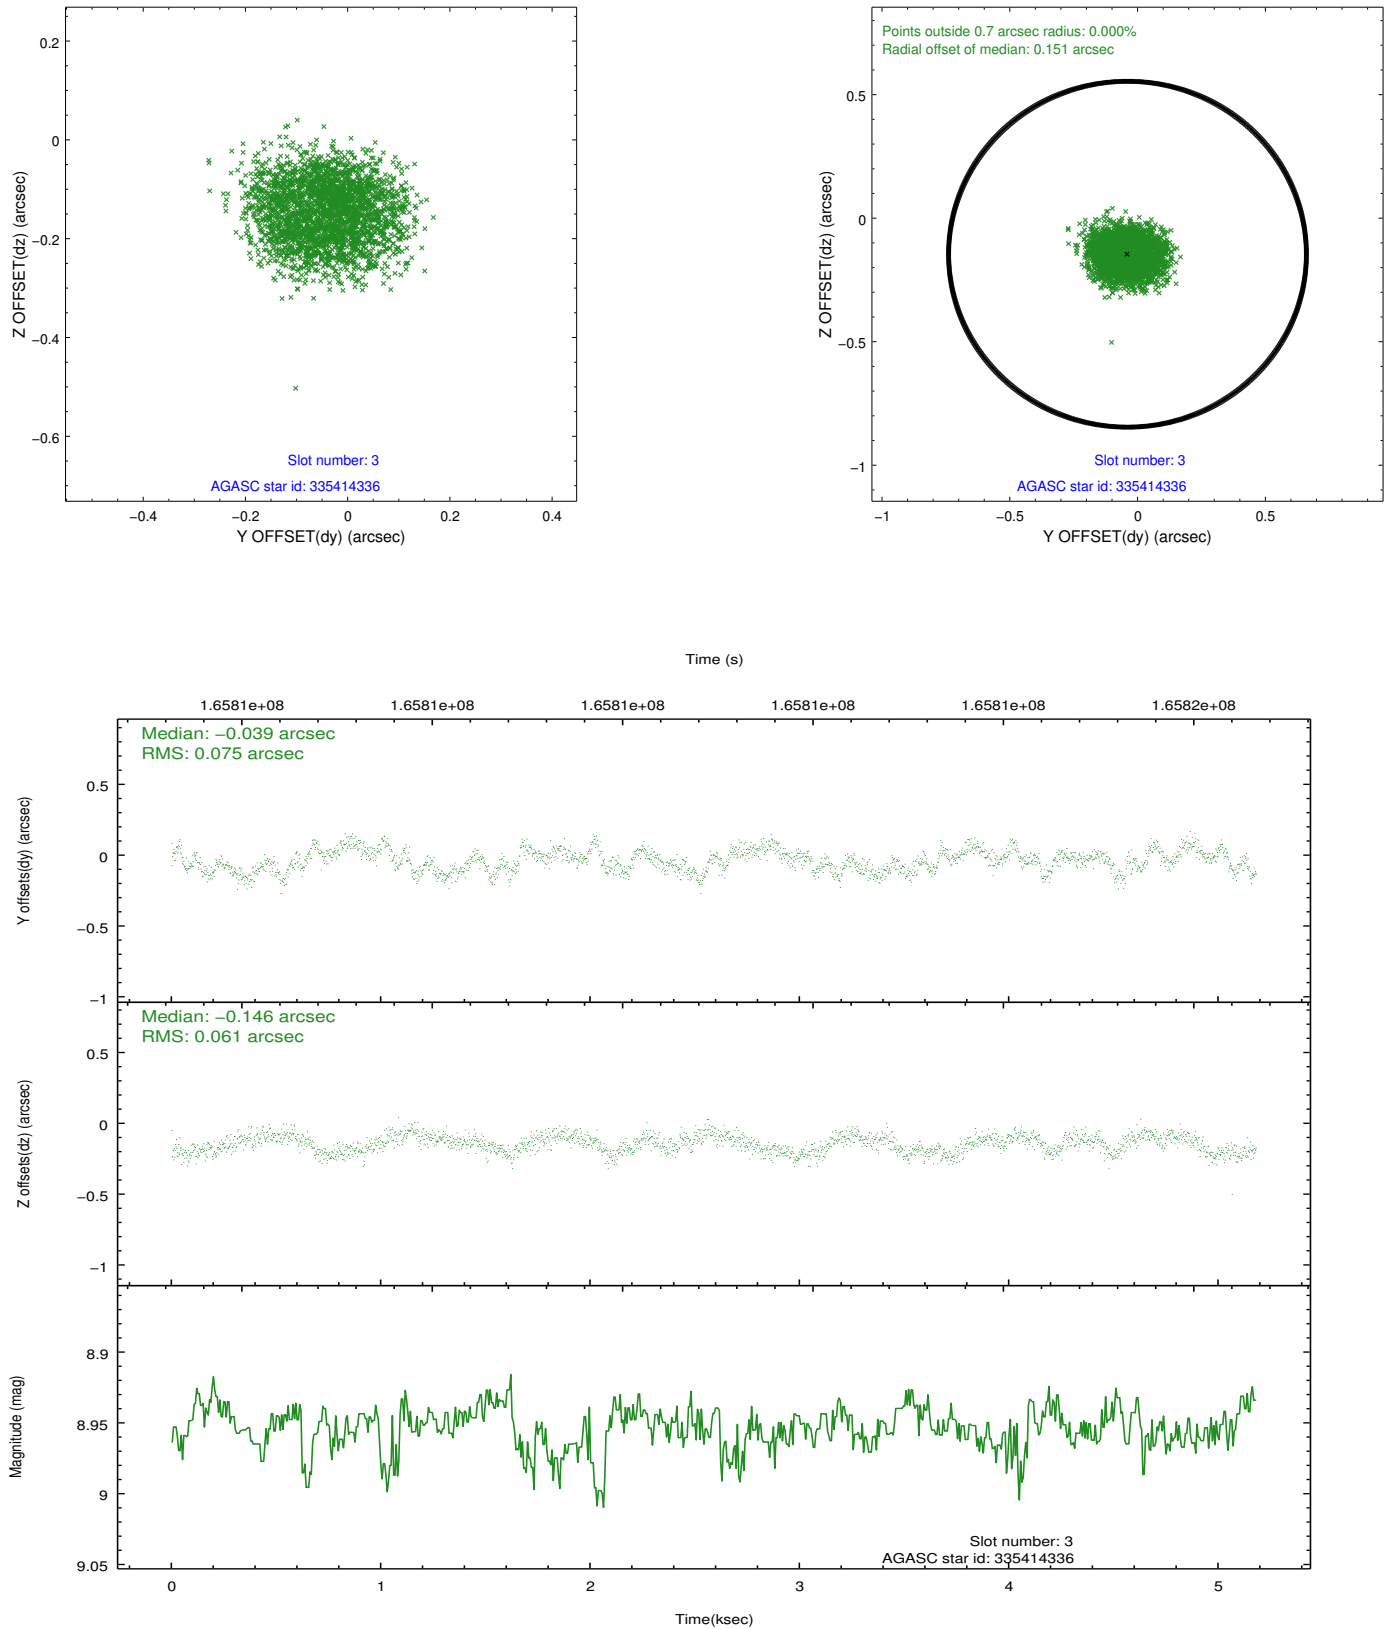 0.2
0
−0.2
−0.4
−0.6
Z OFFSET(dz) (arcsec)
Slot number: 3
AGASC star id: 335414336
−0.4
−0.2
0
0.2
0.4
Y OFFSET(dy) (arcsec)
Points outside 0.7 arcsec radius: 0.000%
Radial offset of median: 0.151 arcsec
0.5
0
−0.5
−1
Z OFFSET(dz) (arcsec)
Slot number: 3
AGASC star id: 335414336
−1
−0.5
0
0.5
Y OFFSET(dy) (arcsec)
Time (s)
1.6581e+08
1.6581e+08
1.6581e+08
1.6581e+08
1.6581e+08
1.6582e+08
Median: −0.039 arcsec
RMS: 0.075 arcsec
0.5
0
−0.5
−1
Y offsets(dy) (arcsec)
Median: −0.146 arcsec
RMS: 0.061 arcsec
0.5
0
−0.5
−1
Z offsets(dz) (arcsec)
8.9
8.95
9
9.05
Magnitude (mag)
Slot number: 3
AGASC star id: 335414336
0
1
2
3
4
5
Time(ksec)